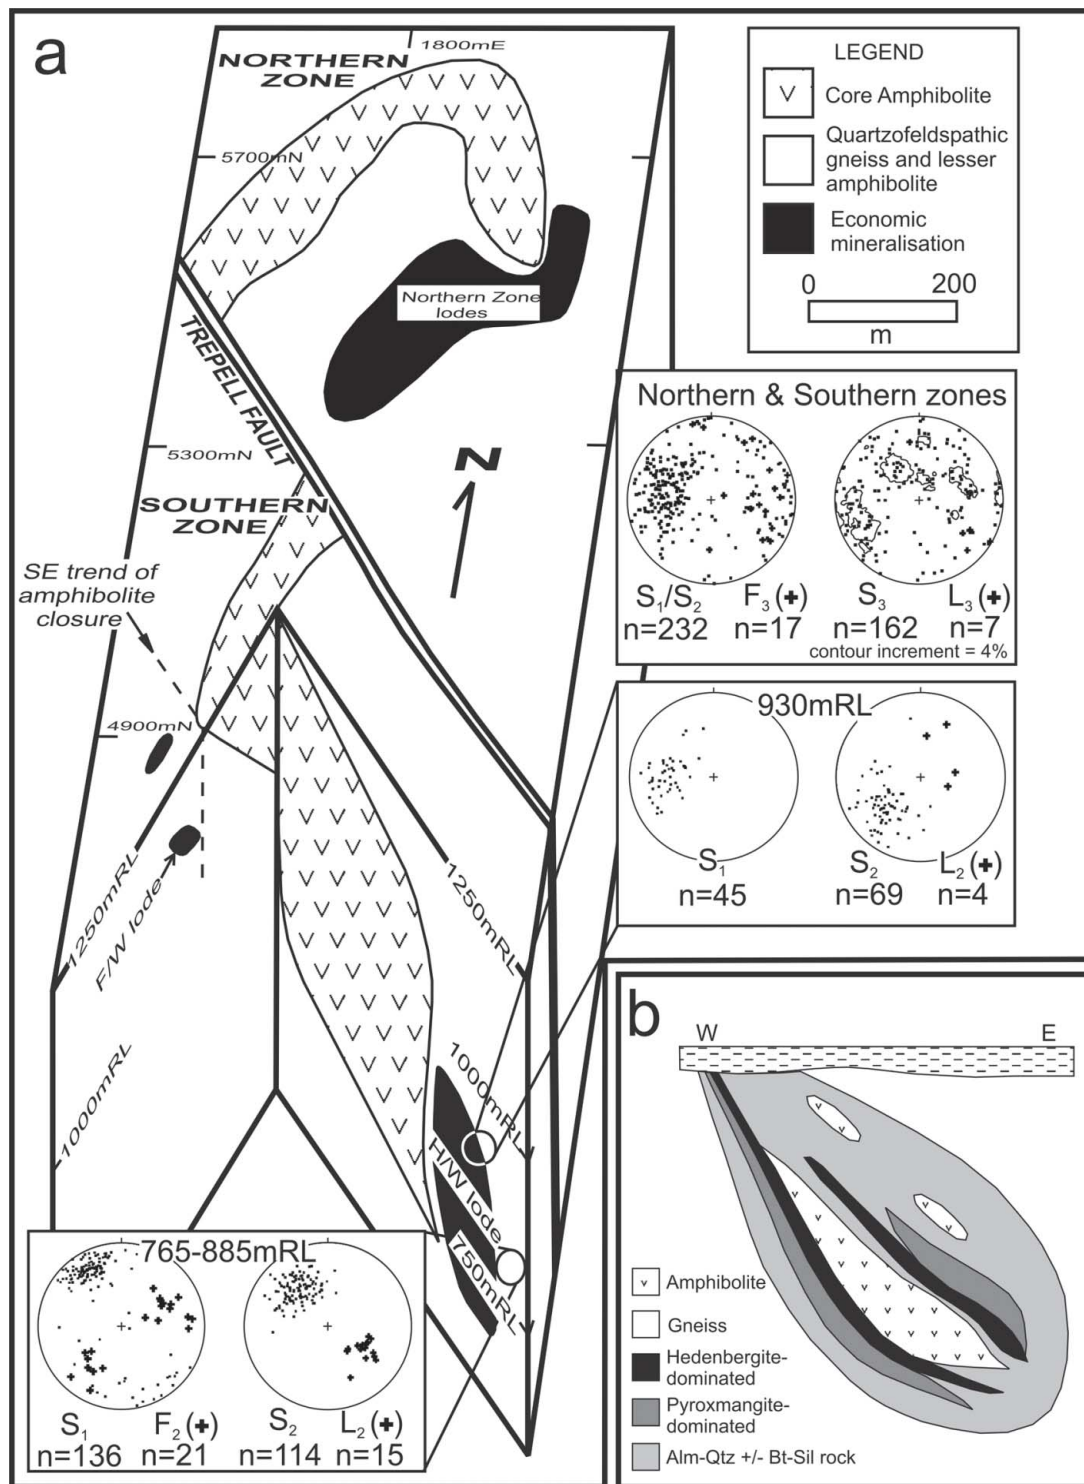 a
NORTHERN
ZONE
1800mE
5700mN
Northern Zone
lodes
TREPELL FAULT
5300mN
SOUTHERN
ZONE
N
SE trend of
amphibolite
closure
4900mN
F/W lode
1250mRL
1250mRL
1000mRL
1000mRL
H/W lode
750mRL
LEGEND
V
Core Amphibolite
Quartzofeldspathic
gneiss and lesser
amphibolite
Economic
mineralisation
0 200
m
Northern & Southern zones
S1/S2 F3 (+) S3 L3 (+)
n=232 n=17 n=162 n=7
contour increment = 4%
930mRL
S1 S2 L2 (+)
n=45 n=69 n=4
765-885mRL
S1 F2 (+) S2 L2 (+)
n=136 n=21 n=114 n=15
b
W E
v Amphibolite
Gneiss
Hedenbergite-
dominated
Pyroxmangite-
dominated
Alm-Qtz +/- Bt-Sil rock